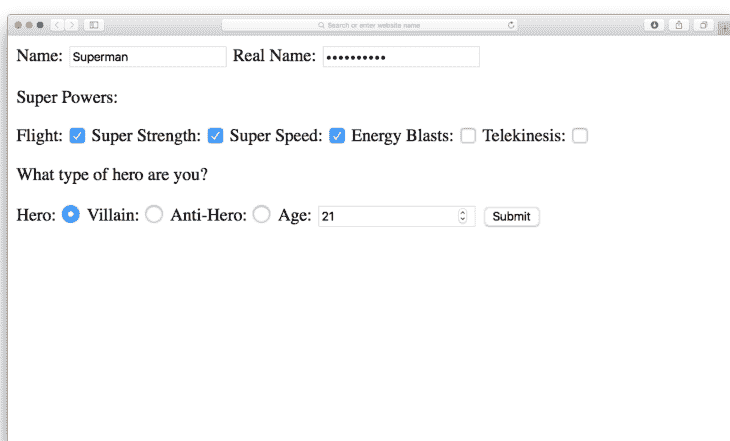 Search or enter website name
Name: Superman Real Name: ••••••••••
Super Powers:
Flight: Super Strength: Super Speed: Energy Blasts: Telekinesis:
What type of hero are you?
Hero: Villain: Anti-Hero: Age: 21 Submit